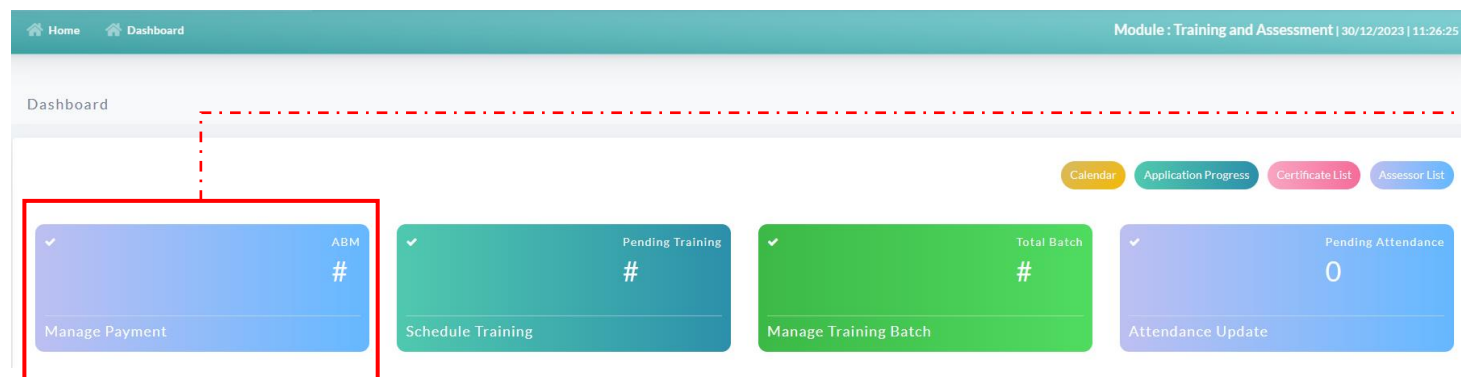 Home Dashboard Module : Training and Assessment | 30/12/2023 | 11:26:25
Dashboard
Calendar Application Progress Certificate List Assessor List
ABM
#
Manage Payment
Pending Training
#
Schedule Training
Total Batch
#
Manage Training Batch
Pending Attendance
0
Attendance Update